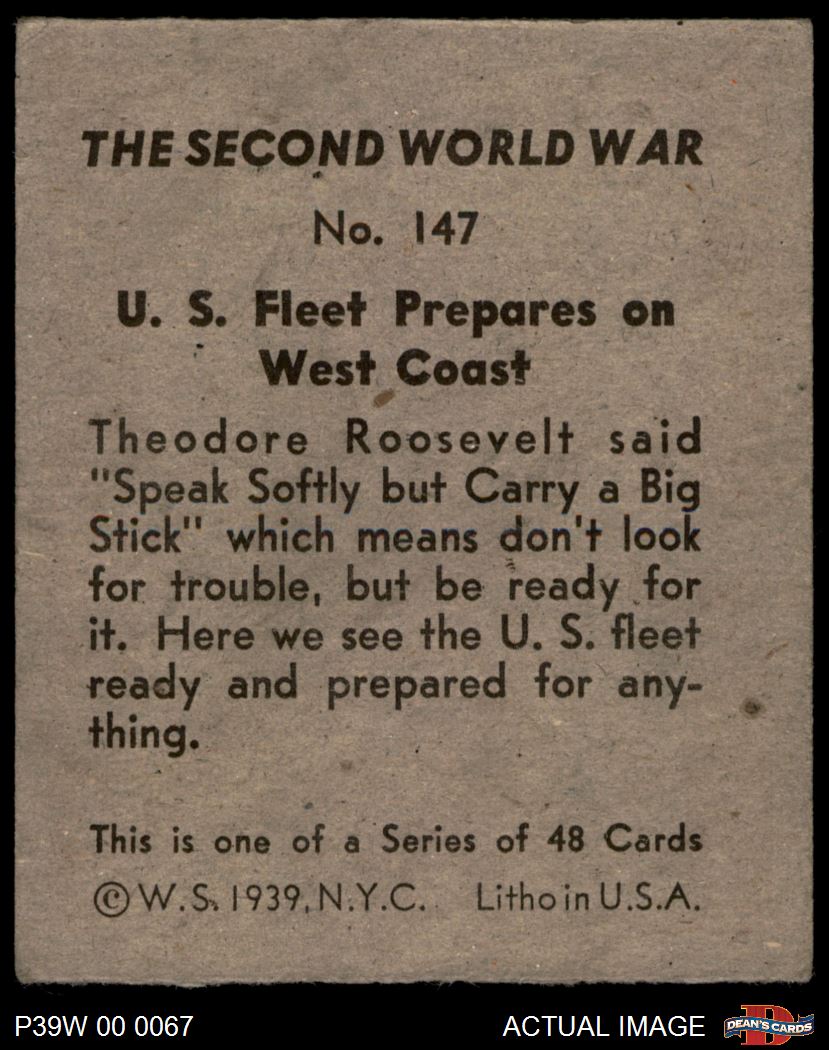 THE SECOND WORLD WAR
No. 147
U. S. Fleet Prepares on
West Coast
Theodore Roosevelt said
"Speak Softly but Carry a Big
Stick" which means don't look
for trouble, but be ready for
it. Here we see the U. S. fleet
ready and prepared for any-
thing.
This is one of a Series of 48 Cards
©W.S. 1939, N.Y.C. Litho in U.S.A.
P39W 00 0067 ACTUAL IMAGE DEAN'S CARDS